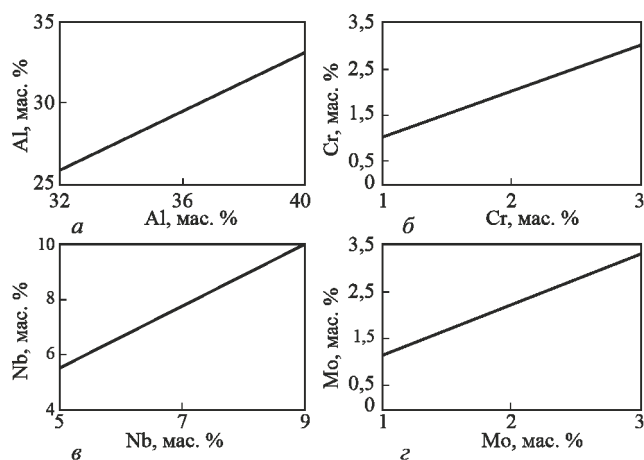 35
30
25
Al, мас. %
32
36
40
а
Al, мас. %
3,5
2,5
1,5
0,5
0
Cr, мас. %
1
2
3
б
Cr, мас. %
10
8
6
4
Nb, мас. %
5
7
9
в
Nb, мас. %
3,5
2,5
1,5
0,5
0
Mo, мас. %
1
2
3
г
Mo, мас. %